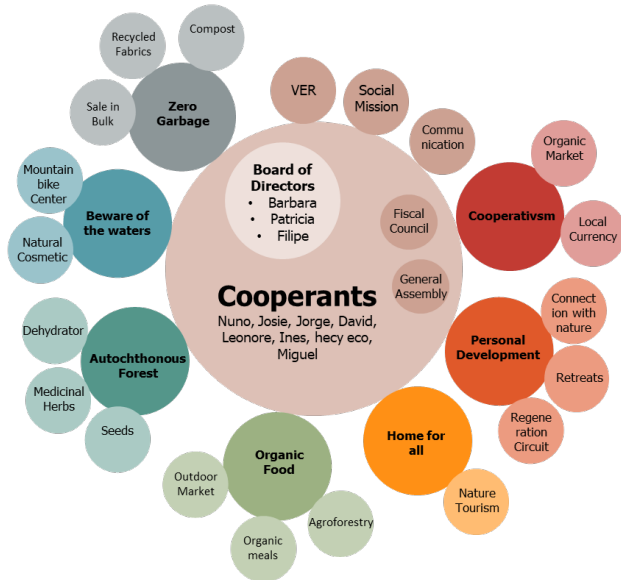 Compost
Recycled
Fabrics
Sale in
Bulk
Zero
Garbage
VER
Social
Mission
Commu
nication
Organic
Market
Local
Currency
Cooperativsm
Mountain
bike
Center
Natural
Cosmetic
Beware of
the waters
Board of
Directors
• Barbara
• Patricia
• Filipe
Fiscal
Council
General
Assembly
Cooperants
Nuno, Josie, Jorge, David,
Leonore, Ines, hecy eco,
Miguel
Connect
ion with
nature
Personal
Development
Retreats
Regene
ration
Circuit
Dehydrator
Autochthonous
Forest
Medicinal
Herbs
Seeds
Home for
all
Nature
Tourism
Organic
Food
Outdoor
Market
Organic
meals
Agroforestry